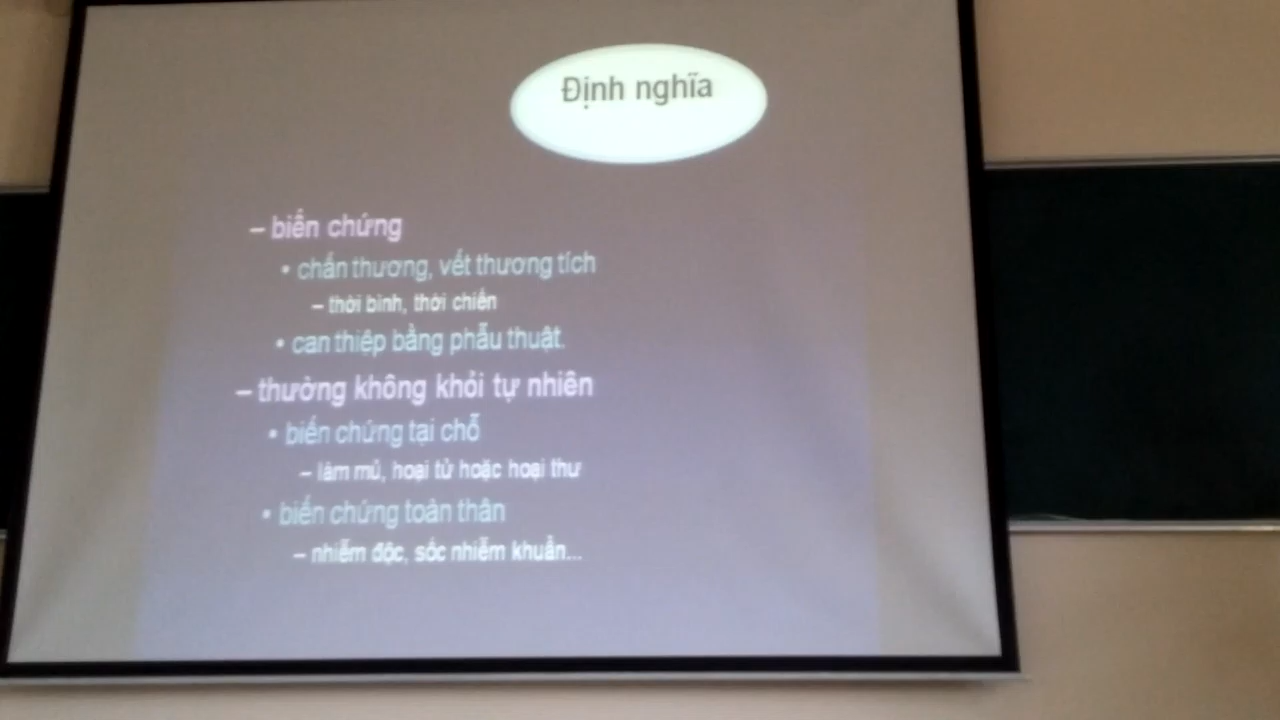 Định nghĩa
– biến chứng
• chấn thương, vết thương tích
– thời bình, thời chiến
• can thiệp bằng phẫu thuật.
– thường không khỏi tự nhiên
• biến chứng tại chỗ
– làm mủ, hoại tử hoặc hoại thư
• biến chứng toàn thân
– nhiễm độc, sốc nhiễm khuẩn...